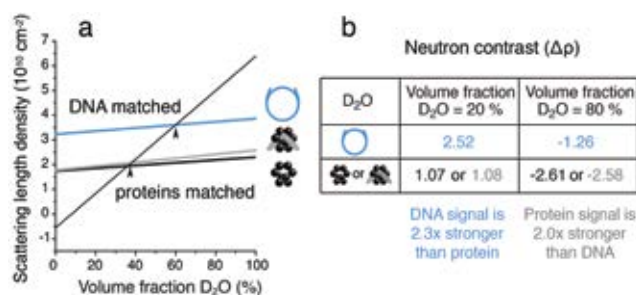 a
Scattering length density (10¹⁰ cm⁻²)
7
6
5
4
3
2
1
0
-1
DNA matched
proteins matched
0
20
40
60
80
100
Volume fraction D₂O (%)
b
Neutron contrast (Δρ)
D₂O
Volume fraction
D₂O = 20 %
Volume fraction
D₂O = 80 %
2.52
-1.26
or
1.07 or 1.08
-2.61 or -2.58
DNA signal is
2.3x stronger
than protein
Protein signal is
2.0x stronger
than DNA